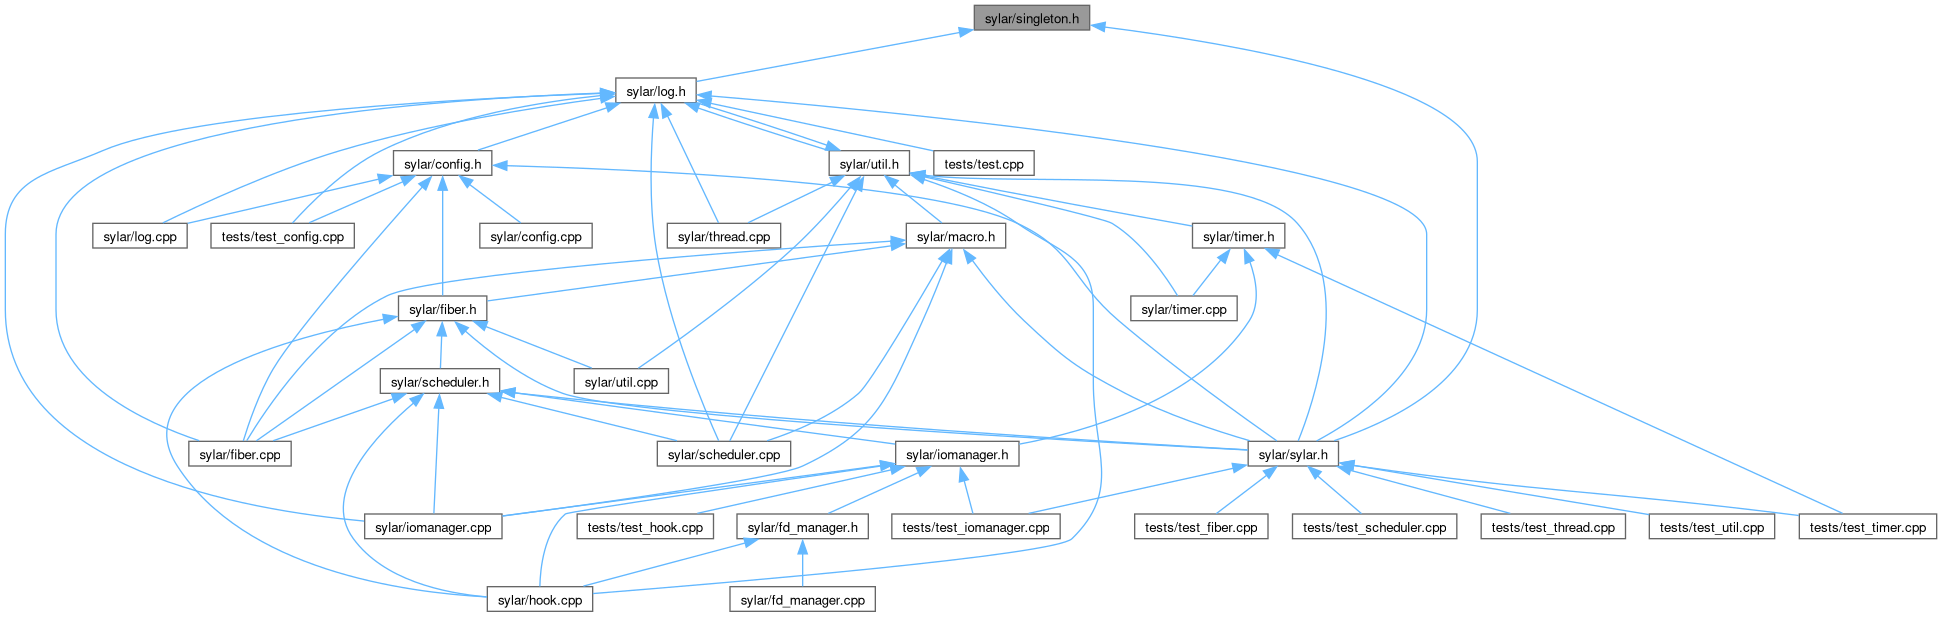 sylar/singleton.h
sylar/log.h
sylar/config.h
sylar/util.h
tests/test.cpp
sylar/log.cpp
tests/test_config.cpp
sylar/config.cpp
sylar/thread.cpp
sylar/macro.h
sylar/timer.h
sylar/fiber.h
sylar/timer.cpp
sylar/scheduler.h
sylar/util.cpp
sylar/fiber.cpp
sylar/scheduler.cpp
sylar/iomanager.h
sylar/sylar.h
sylar/iomanager.cpp
tests/test_hook.cpp
sylar/fd_manager.h
tests/test_iomanager.cpp
tests/test_fiber.cpp
tests/test_scheduler.cpp
tests/test_thread.cpp
tests/test_util.cpp
tests/test_timer.cpp
sylar/hook.cpp
sylar/fd_manager.cpp